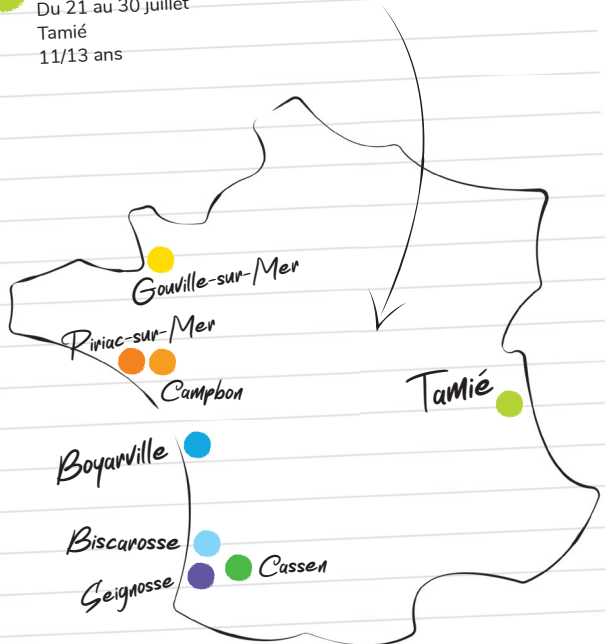 Du 21 au 30 juillet
Tamié
11/13 ans
Gouville-sur-Mer
Piriac-sur-Mer
Campbon
Tamié
Boyarville
Biscarosse
Cassen
Seignosse